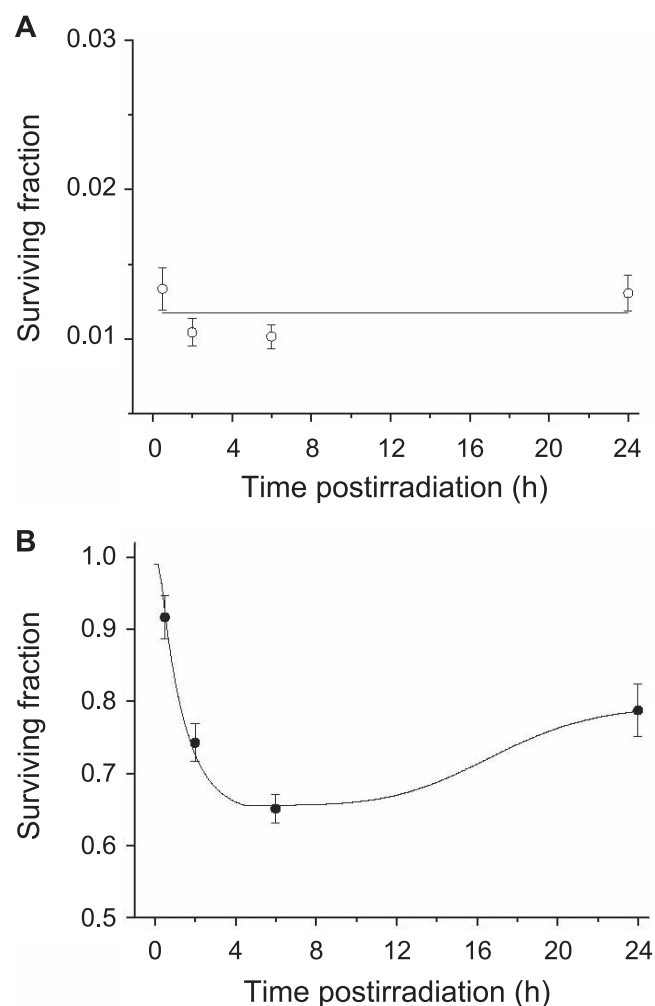 A
0.03
0.02
0.01
Surviving fraction
0 4 8 12 16 20 24
Time postirradiation (h)
B
1.0
0.9
0.8
0.7
0.6
0.5
Surviving fraction
0 4 8 12 16 20 24
Time postirradiation (h)